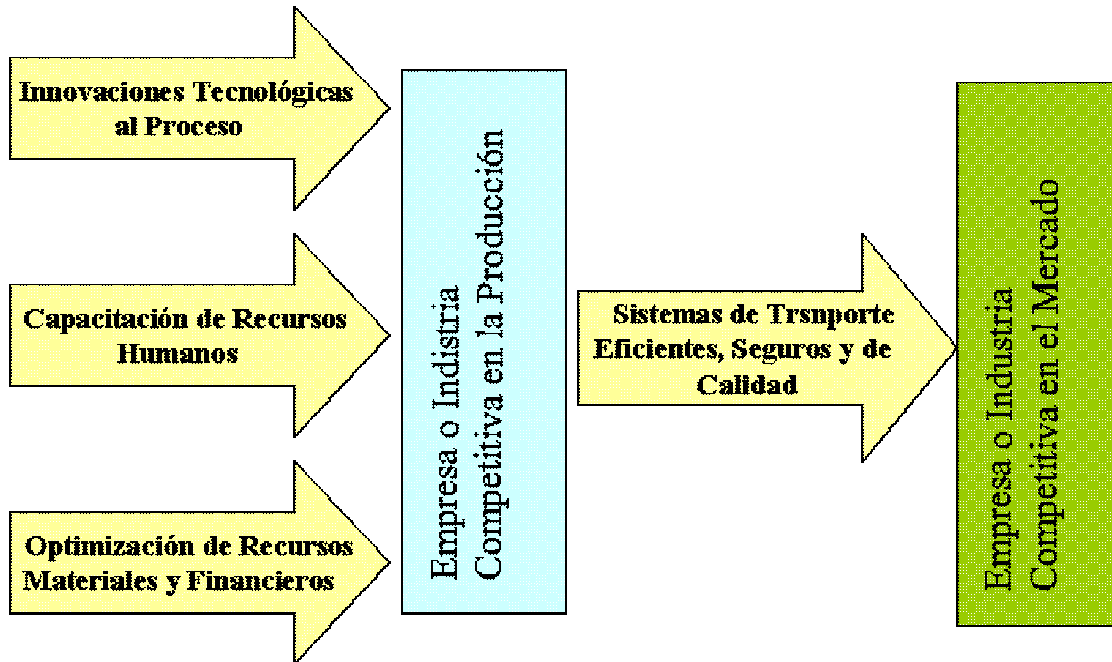 Innovaciones Tecnológicas
al Proceso
Capacitación de Recursos
Humanos
Optimización de Recursos
Materiales y Financieros
Empresa o Indistria
Competitiva en la Producción
Sistemas de Trsnporte
Eficientes, Seguros y de
Calidad
Empresa o Industria
Competitiva en el Mercado